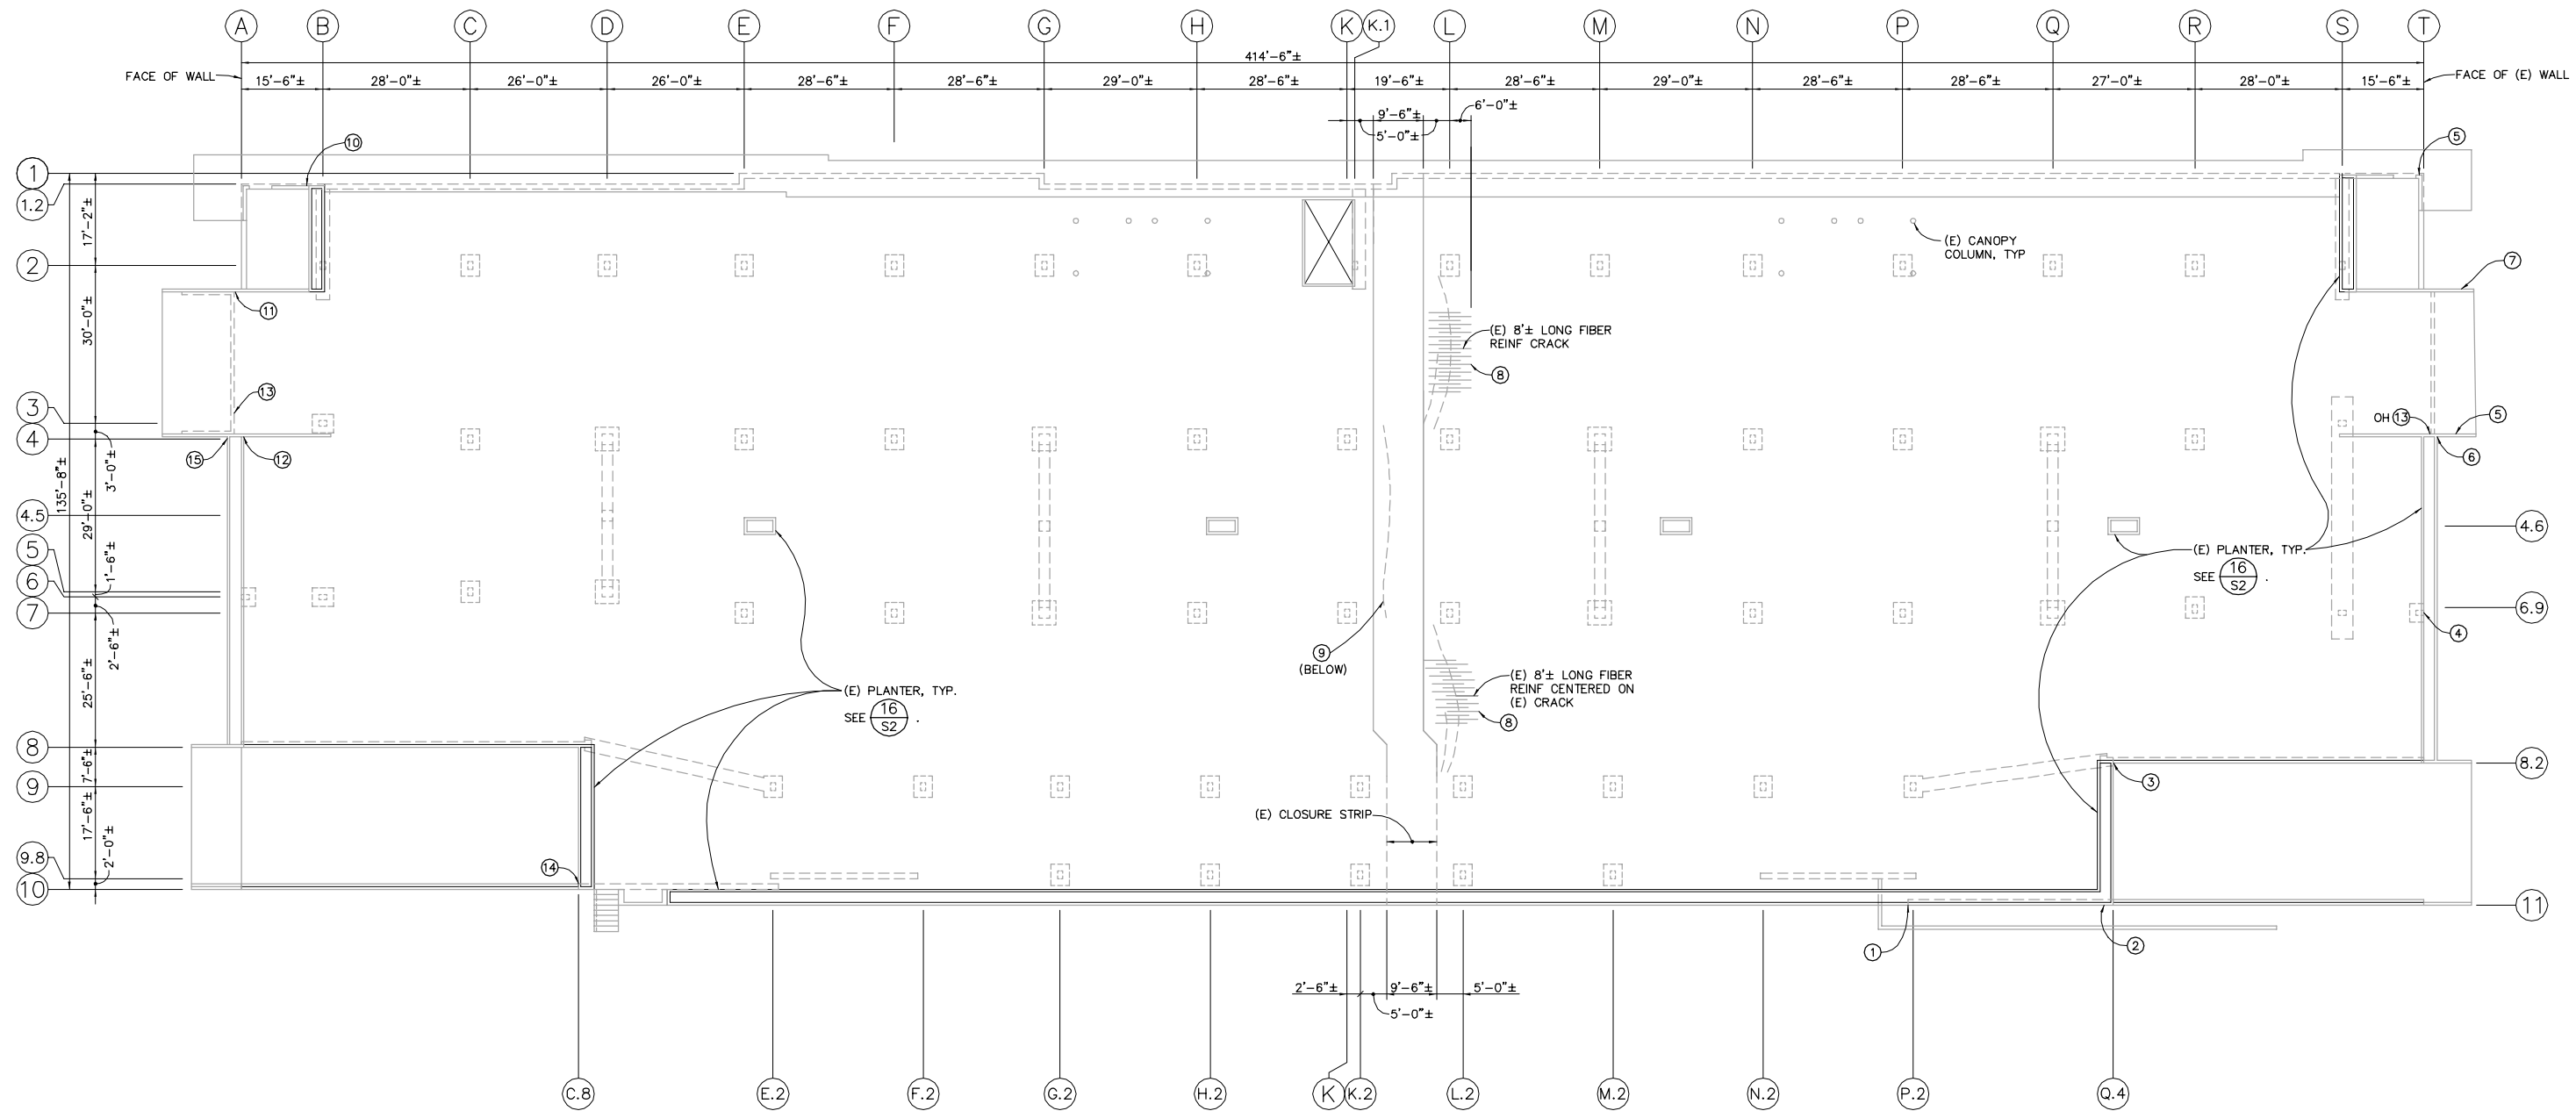 A B C D E F G H K K.1 L M N P Q R S T
414'-6"±
FACE OF WALL
15'-6"± 28'-0"± 26'-0"± 26'-0"± 28'-6"± 28'-6"± 29'-0"± 28'-6"± 19'-6"± 28'-6"± 29'-0"± 28'-6"± 28'-6"± 27'-0"± 28'-0"± 15'-6"±
FACE OF (E) WALL
6'-0"±
9'-6"±
5'-0"±
10
5
1
1.2
17'-2"±
2
(E) CANOPY
COLUMN, TYP
7
11
30'-0"±
(E) 8'± LONG FIBER
REINF CRACK
8
13
3
4
OH 13
5
15
12
6
3'-0"±
135'-8"±
29'-0"±
4.5
4.6
5
6
7
1'-6"±
2'-6"±
(E) PLANTER, TYP.
SEE 16 .
S2
6.9
4
9
(BELOW)
25'-6"±
(E) PLANTER, TYP.
SEE 16 .
S2
(E) 8'± LONG FIBER
REINF CENTERED ON
(E) CRACK
8
8
8.2
7'-6"±
9
3
17'-6"±
(E) CLOSURE STRIP
9.8
2'-0"±
14
10
11
1
2
2'-6"± 9'-6"± 5'-0"±
5'-0"±
C.8 E.2 F.2 G.2 H.2 K K.2 L.2 M.2 N.2 P.2 Q.4